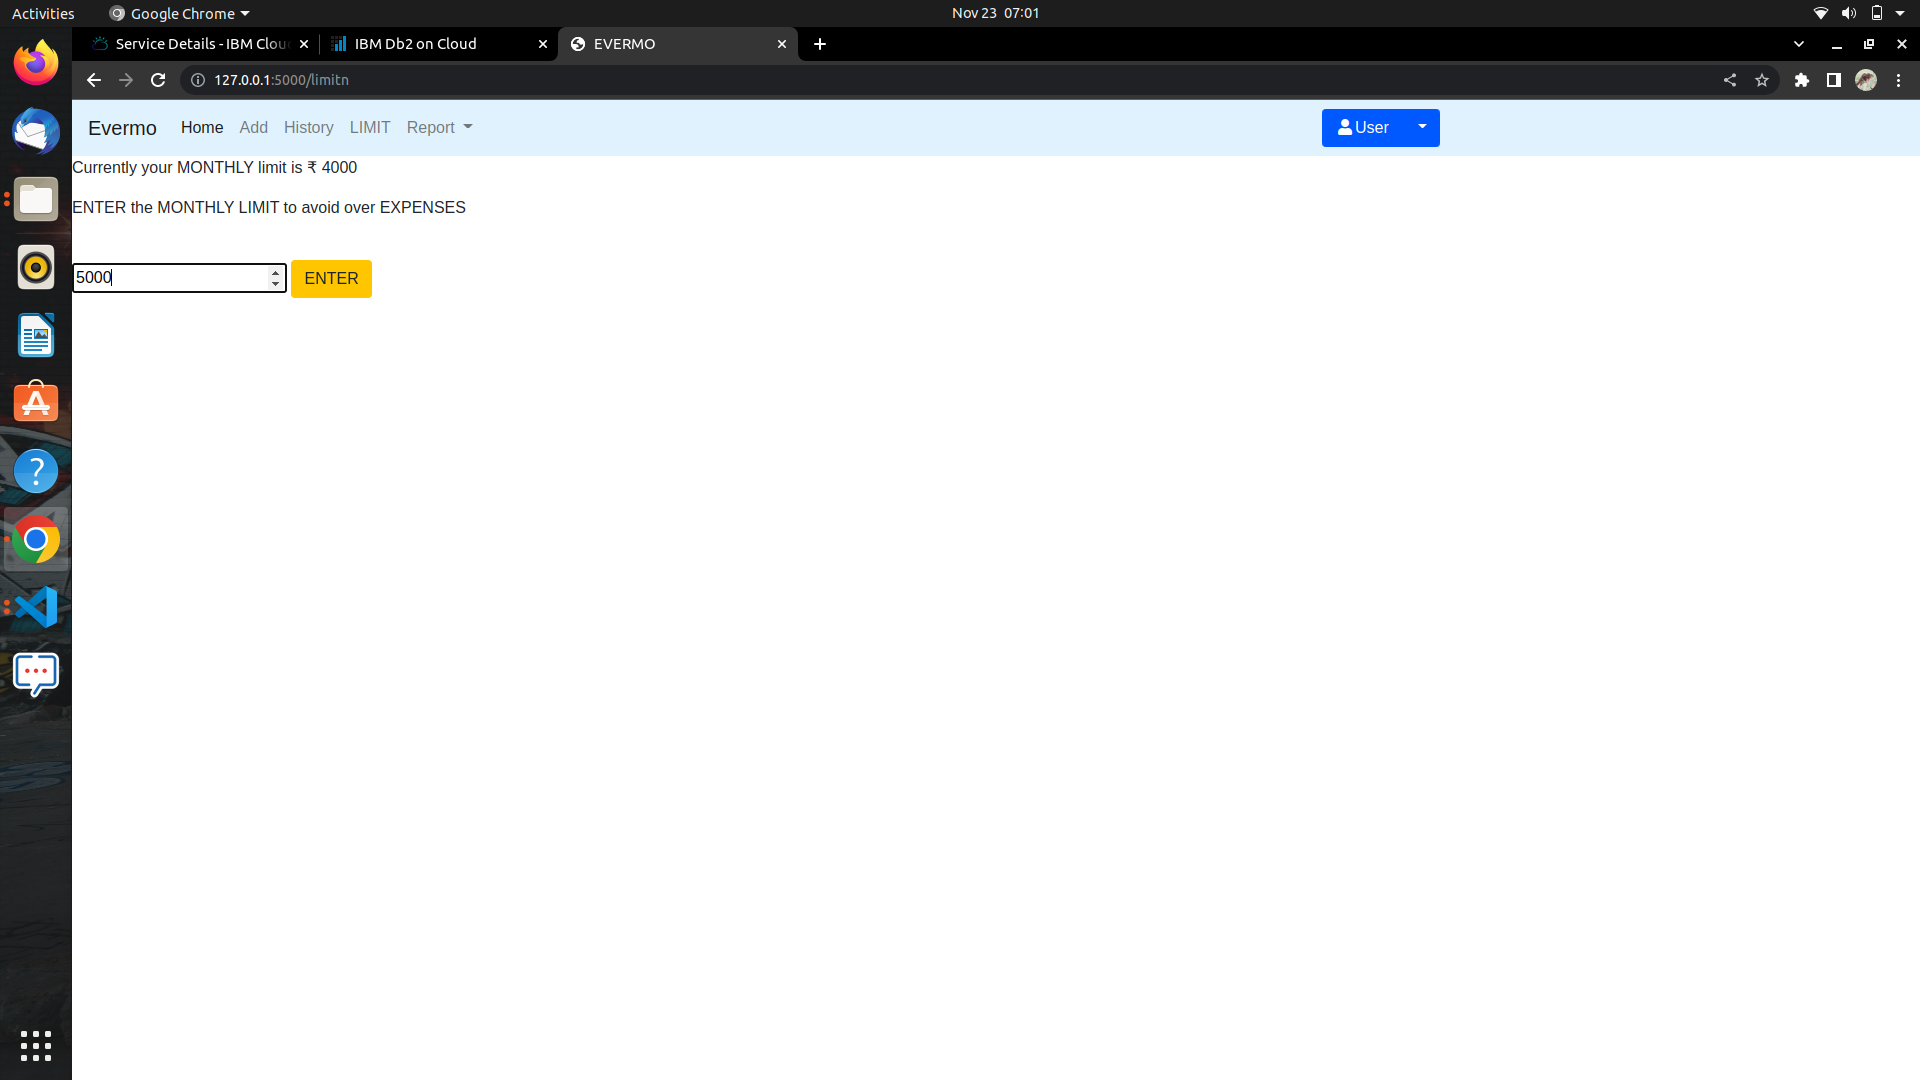 Activities
Google Chrome
Nov 23 07:01
Service Details - IBM Clou
IBM Db2 on Cloud
EVERMO
127.0.0.1:5000/limitn
Evermo
Home
Add
History
LIMIT
Report
User
Currently your MONTHLY limit is ₹ 4000
ENTER the MONTHLY LIMIT to avoid over EXPENSES
5000
ENTER